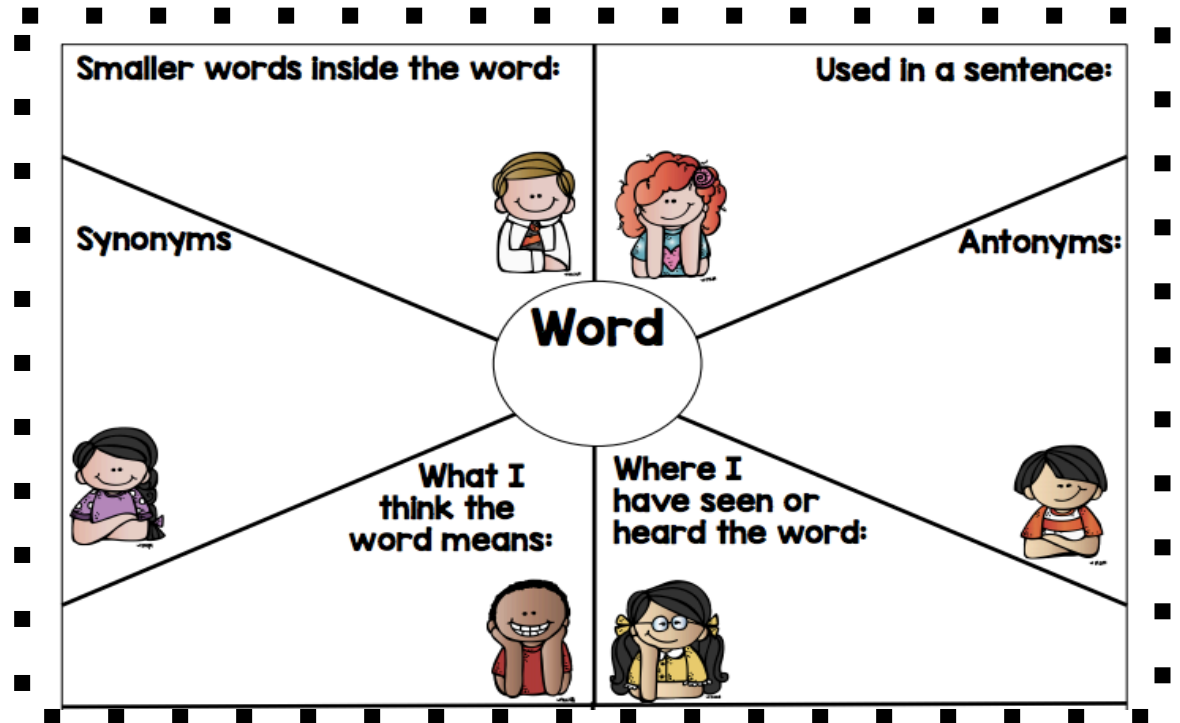 Smaller words inside the word:
Used in a sentence:
Synonyms
Antonyms:
Word
What I
think the
word means:
Where I
have seen or
heard the word: